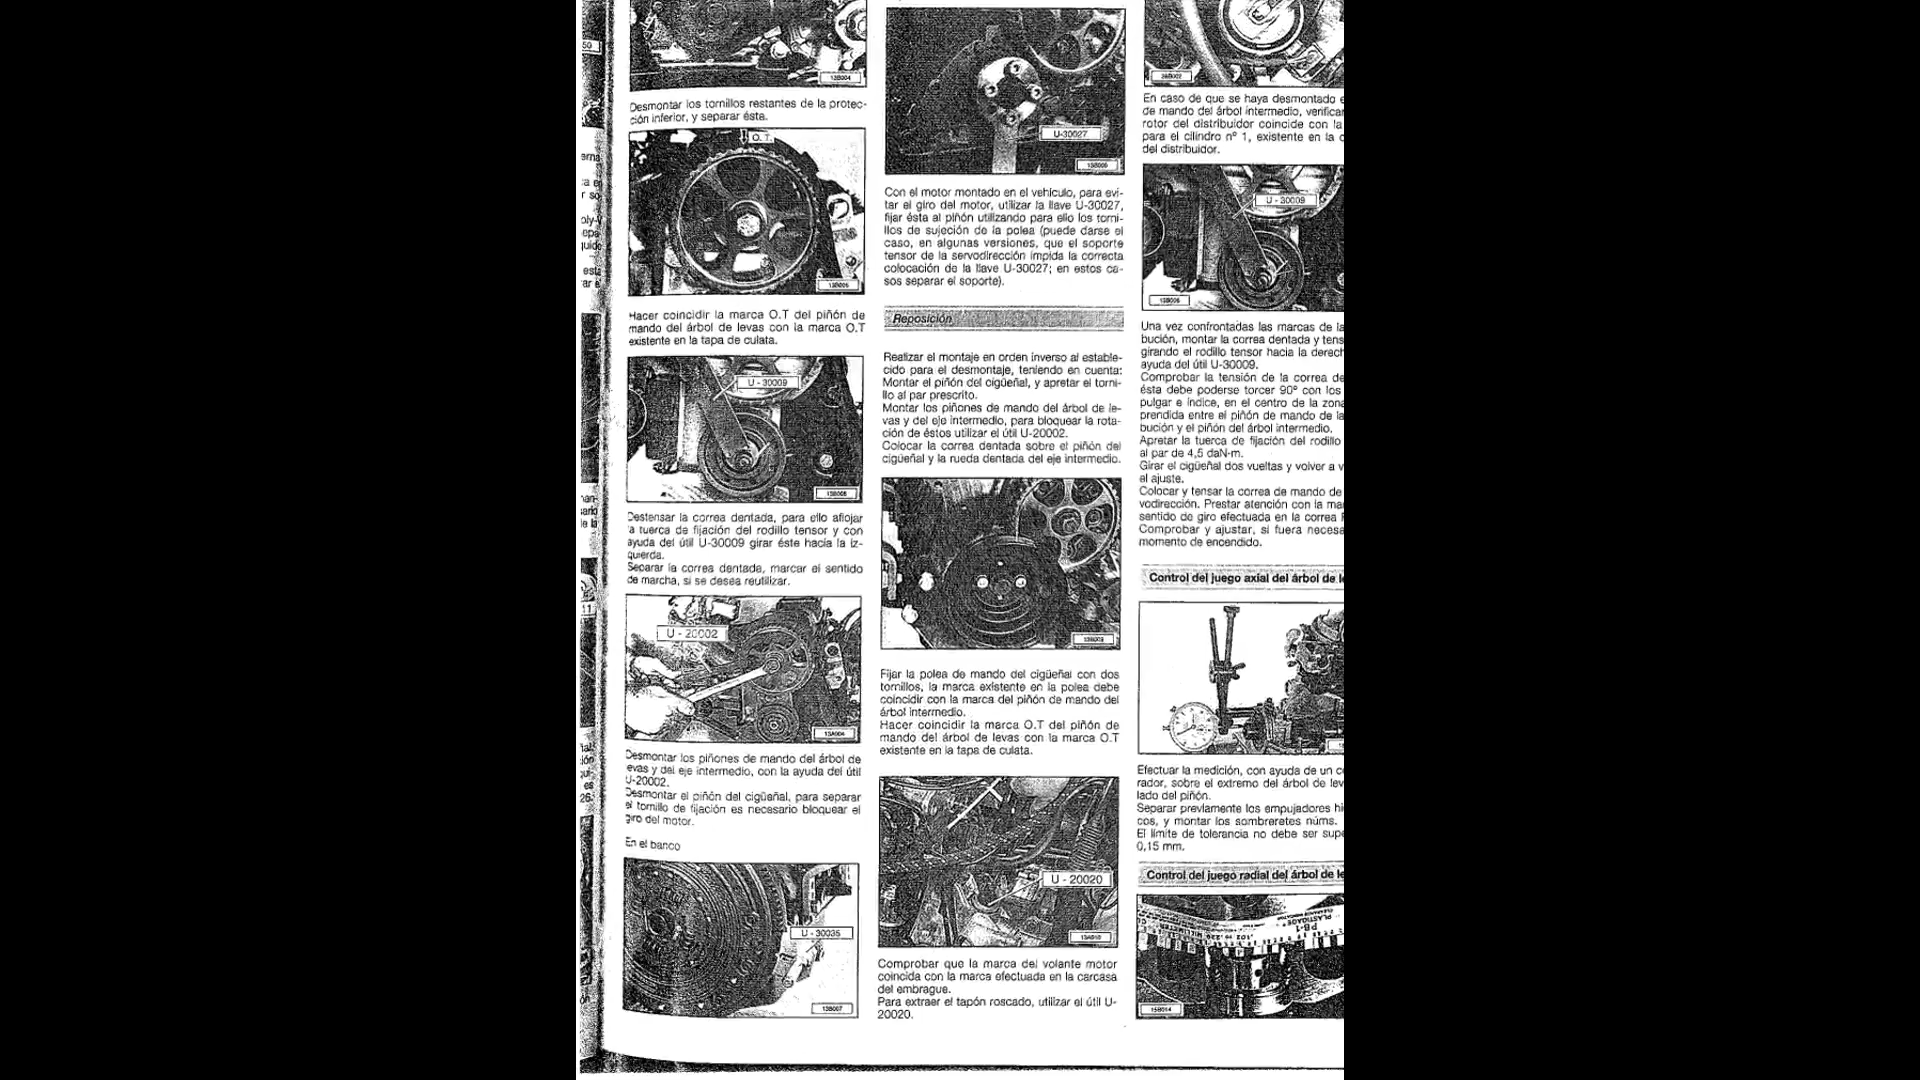 13B004
Desmontar los tornillos restantes de la protec-
ción inferior, y separar ésta.
O.T.
13B005
Hacer coincidir la marca O.T del piñón de
mando del árbol de levas con la marca O.T
existente en la tapa de culata.
U - 30009
13B006
Destensar la correa dentada, para ello aflojar
la tuerca de fijación del rodillo tensor y con
ayuda del útil U-30009 girar éste hacia la iz-
quierda.
Separar la correa dentada, marcar el sentido
de marcha, si se desea reutilizar.
U - 20002
13A004
Desmontar los piñones de mando del árbol de
levas y del eje intermedio, con la ayuda del útil
U-20002.
Desmontar el piñón del cigüeñal, para separar
el tornillo de fijación es necesario bloquear el
giro del motor.
En el banco
U - 30035
13B007
U-30027
Con el motor montado en el vehículo, para evi-
tar el giro del motor, utilizar la llave U-30027,
fijar ésta al piñón utilizando para ello los torni-
llos de sujeción de la polea (puede darse el
caso, en algunas versiones, que el soporte
tensor de la servodirección impida la correcta
colocación de la llave U-30027; en estos ca-
sos separar el soporte).
Reposición
Realizar el montaje en orden inverso al estable-
cido para el desmontaje, teniendo en cuenta:
Montar el piñón del cigüeñal, y apretar el torni-
llo al par prescrito.
Montar los piñones de mando del árbol de le-
vas y del eje intermedio, para bloquear la rota-
ción de éstos utilizar el útil U-20002.
Colocar la correa dentada sobre el piñón del
cigüeñal y la rueda dentada del eje intermedio.
Fijar la polea de mando del cigüeñal con dos
tornillos, la marca existente en la polea debe
coincidir con la marca del piñón de mando del
árbol intermedio.
Hacer coincidir la marca O.T del piñón de
mando del árbol de levas con la marca O.T
existente en la tapa de culata.
U - 20020
13A010
Comprobar que la marca del volante motor
coincida con la marca efectuada en la carcasa
del embrague.
Para extraer el tapón roscado, utilizar el útil U-
20020.
En caso de que se haya desmontado e
de mando del árbol intermedio, verificar
rotor del distribuidor coincide con la
para el cilindro nº 1, existente en la c
del distribuidor.
U - 30009
13B006
Una vez confrontadas las marcas de la
bución, montar la correa dentada y tens
girando el rodillo tensor hacia la derech
ayuda del útil U-30009.
Comprobar la tensión de la correa de
ésta debe poderse torcer 90º con los
pulgar e índice, en el centro de la zona
prendida entre el piñón de mando de la
bución y el piñón del árbol intermedio.
Apretar la tuerca de fijación del rodillo
al par de 4,5 daN-m.
Girar el cigüeñal dos vueltas y volver a v
el ajuste.
Colocar y tensar la correa de mando de
vodirección. Prestar atención con la mar
sentido de giro efectuada en la correa
Comprobar y ajustar, si fuera necesa
momento de encendido.
Control del juego axial del árbol de le
Efectuar la medición, con ayuda de un c
rador, sobre el extremo del árbol de lev
lado del piñón.
Separar previamente los empujadores hi
cos, y montar los sombreretes núms.
El límite de tolerancia no debe ser supe
0,15 mm.
Control del juego radial del árbol de le
PLASTIGAGE
PB-1
15B014